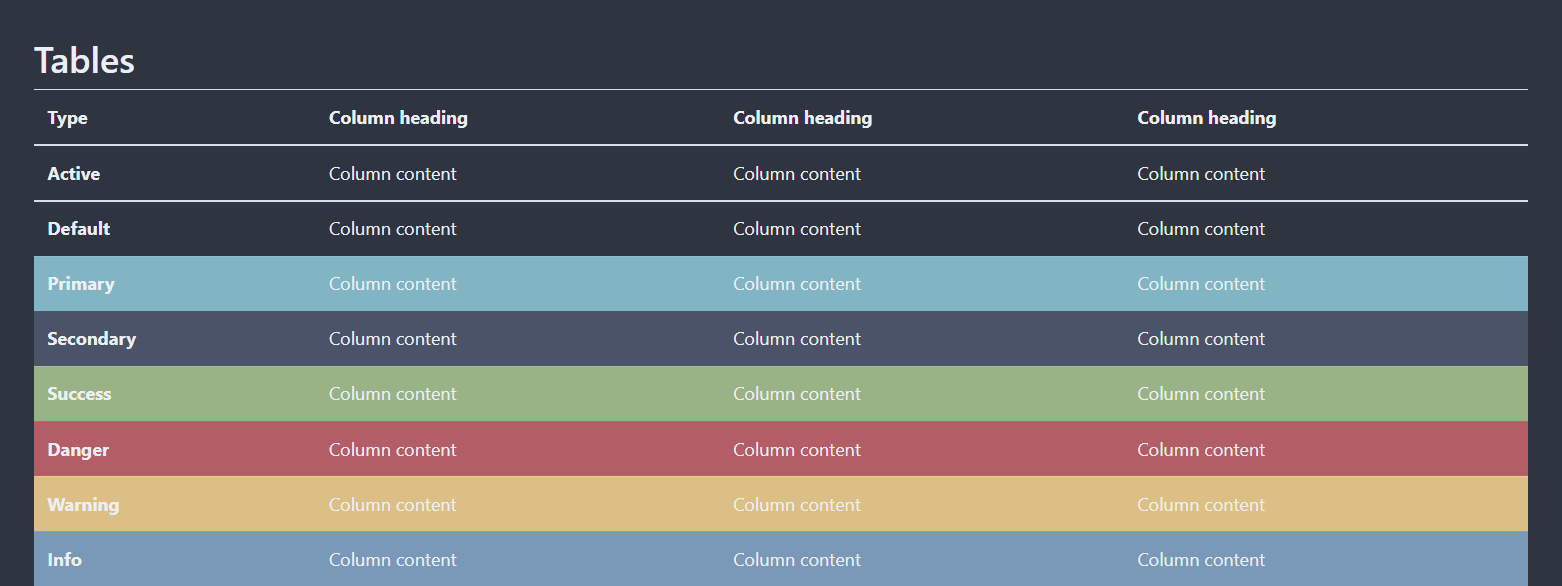 Tables
Type Column heading Column heading Column heading
Active Column content Column content Column content
Default Column content Column content Column content
Primary Column content Column content Column content
Secondary Column content Column content Column content
Success Column content Column content Column content
Danger Column content Column content Column content
Warning Column content Column content Column content
Info Column content Column content Column content